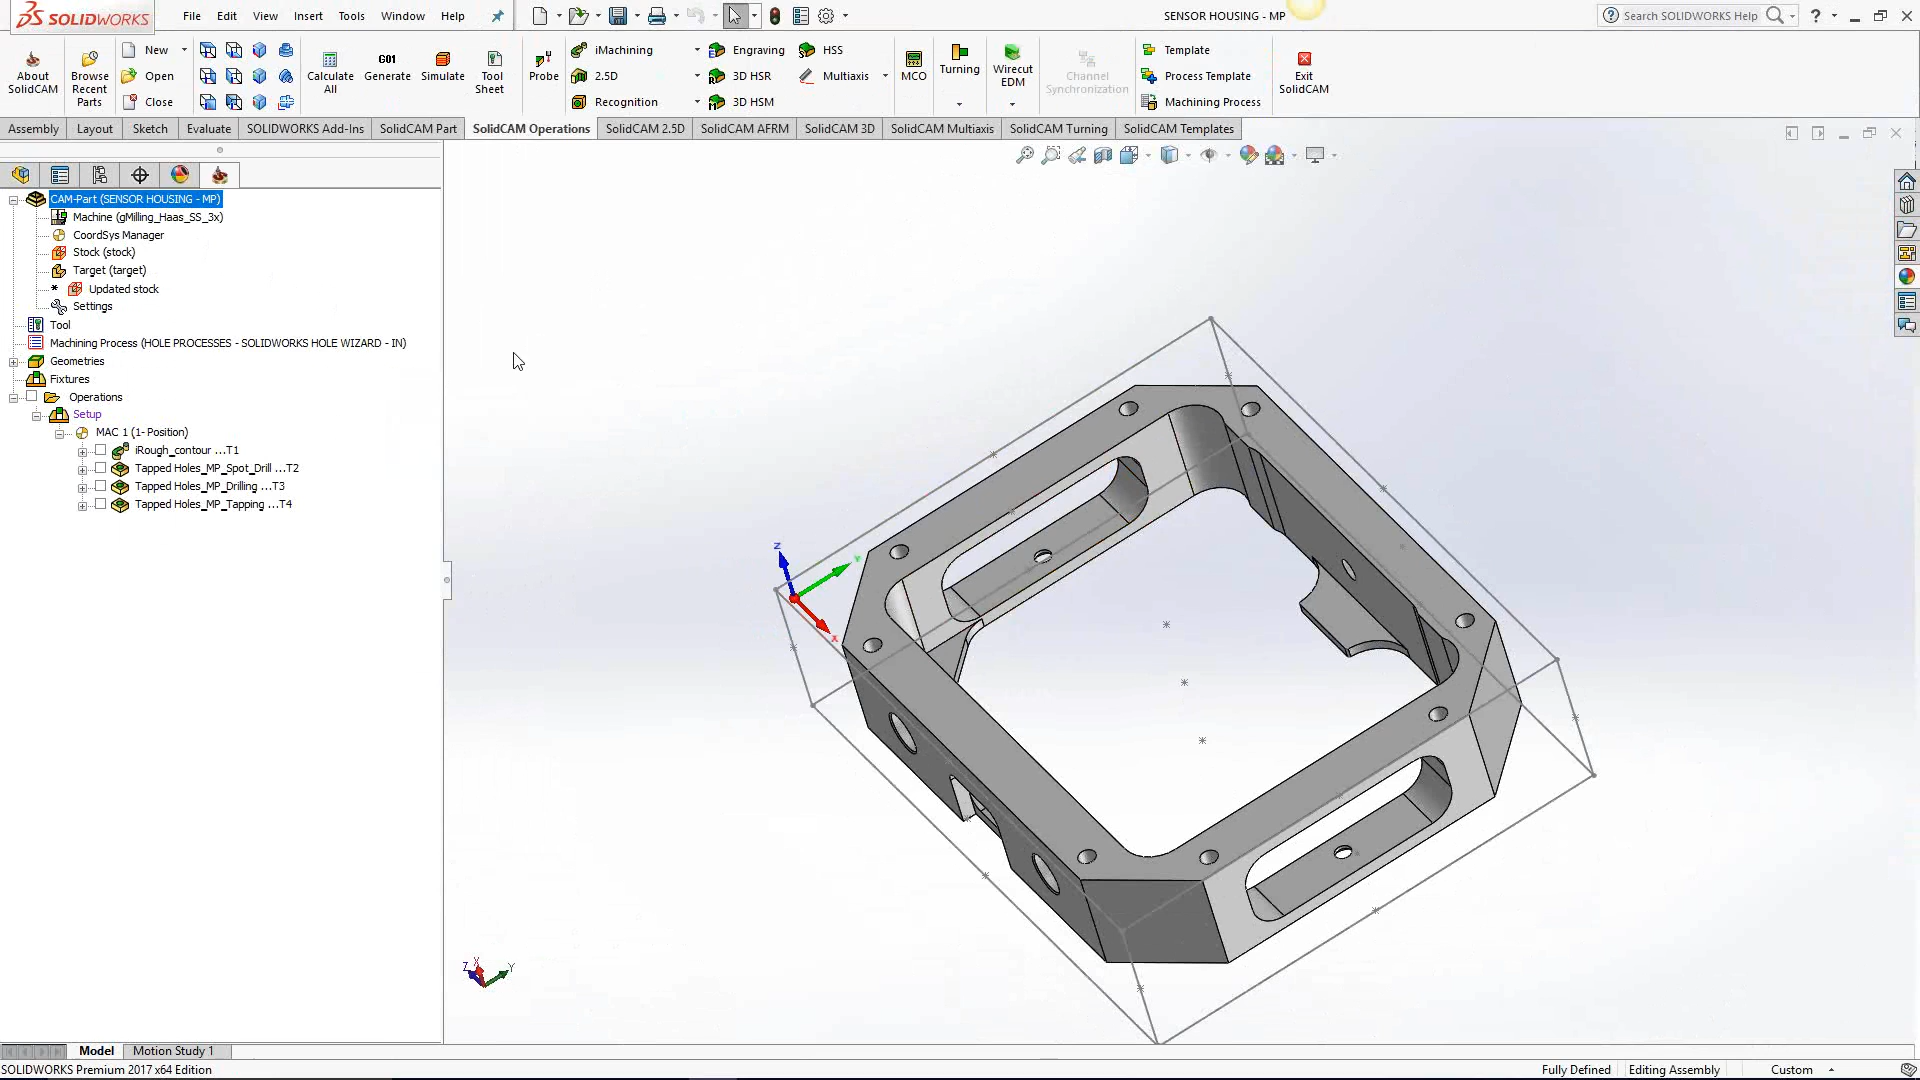 SOLIDWORKS
File Edit View Insert Tools Window Help
SENSOR HOUSING - MP
Search SOLIDWORKS Help
?
About SolidCAM
Browse Recent Parts
New
Open
Close
Calculate All
G01
Generate
Simulate
Tool Sheet
Probe
iMachining
2.5D
Recognition
Engraving
3D HSR
3D HSM
HSS
Multiaxis
MCO
Turning
Wirecut EDM
Channel Synchronization
Template
Process Template
Machining Process
Exit SolidCAM
Assembly Layout Sketch Evaluate SOLIDWORKS Add-Ins SolidCAM Part SolidCAM Operations SolidCAM 2.5D SolidCAM AFRM SolidCAM 3D SolidCAM Multiaxis SolidCAM Turning SolidCAM Templates
CAM-Part (SENSOR HOUSING - MP)
Machine (gMilling_Haas_SS_3x)
CoordSys Manager
Stock (stock)
Target (target)
* Updated stock
Settings
Tool
Machining Process (HOLE PROCESSES - SOLIDWORKS HOLE WIZARD - IN)
Geometries
Fixtures
Operations
Setup
MAC 1 (1- Position)
iRough_contour ...T1
Tapped Holes_MP_Spot_Drill ...T2
Tapped Holes_MP_Drilling ...T3
Tapped Holes_MP_Tapping ...T4
Z
Y
X
Z X Y
Model Motion Study 1
SOLIDWORKS Premium 2017 x64 Edition
Fully Defined Editing Assembly Custom